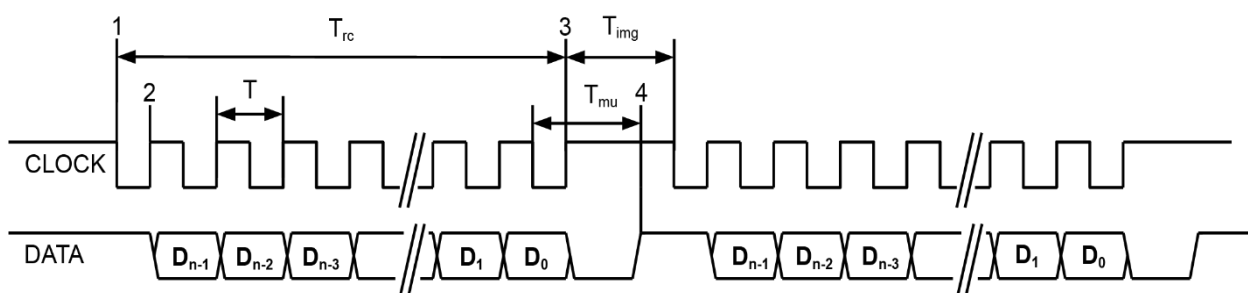 1 T_rc 3 T_img
2 T T_mu 4
CLOCK
DATA D_n-1 D_n-2 D_n-3 D_1 D_0 D_n-1 D_n-2 D_n-3 D_1 D_0